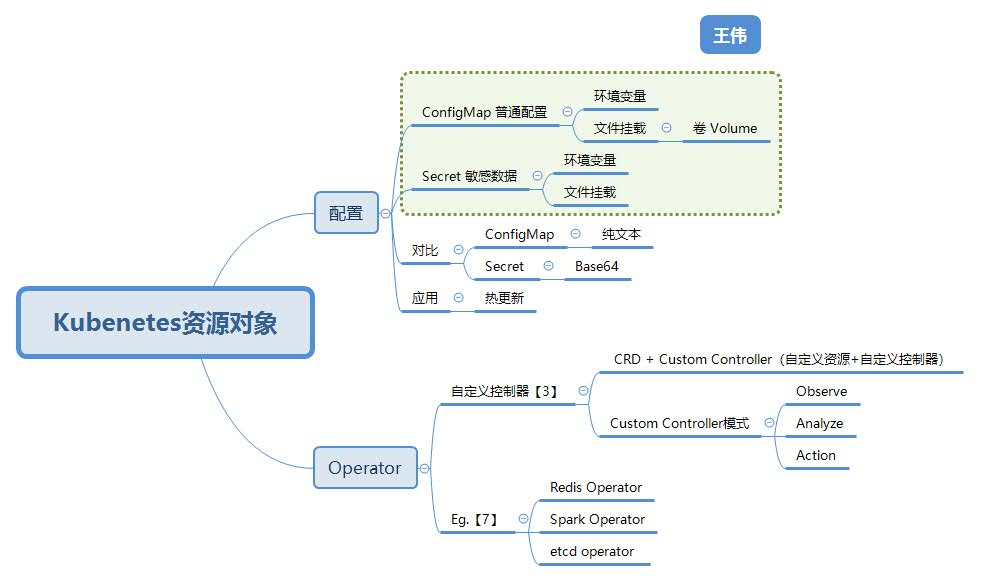 王伟
Kubenetes资源对象
配置
ConfigMap 普通配置
环境变量
文件挂载
卷 Volume
Secret 敏感数据
环境变量
文件挂载
对比
ConfigMap
纯文本
Secret
Base64
应用
热更新
Operator
自定义控制器【3】
CRD + Custom Controller（自定义资源+自定义控制器）
Custom Controller模式
Observe
Analyze
Action
Eg.【7】
Redis Operator
Spark Operator
etcd operator